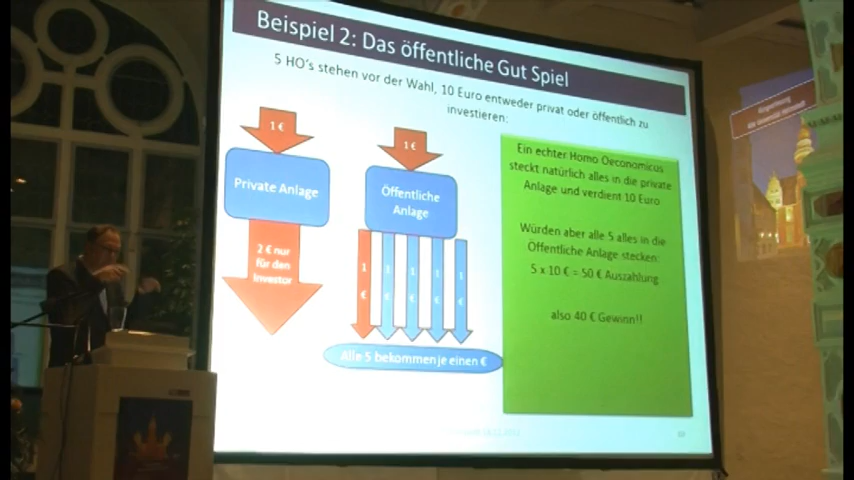 Beispiel 2: Das öffentliche Gut Spiel
5 HO's stehen vor der Wahl, 10 Euro entweder privat oder öffentlich zu
investieren:
1 €
Private Anlage
2 € nur
für den
Investor
1 €
Öffentliche
Anlage
1 1 1 1 1
€ € € € €
Alle 5 bekommen je einen €
Ein echter Homo Oeconomicus
steckt natürlich alles in die private
Anlage und verdient 10 Euro
Würden aber alle 5 alles in die
Öffentliche Anlage stecken:
5 x 10 € = 50 € Auszahlung
also 40 € Gewinn!!